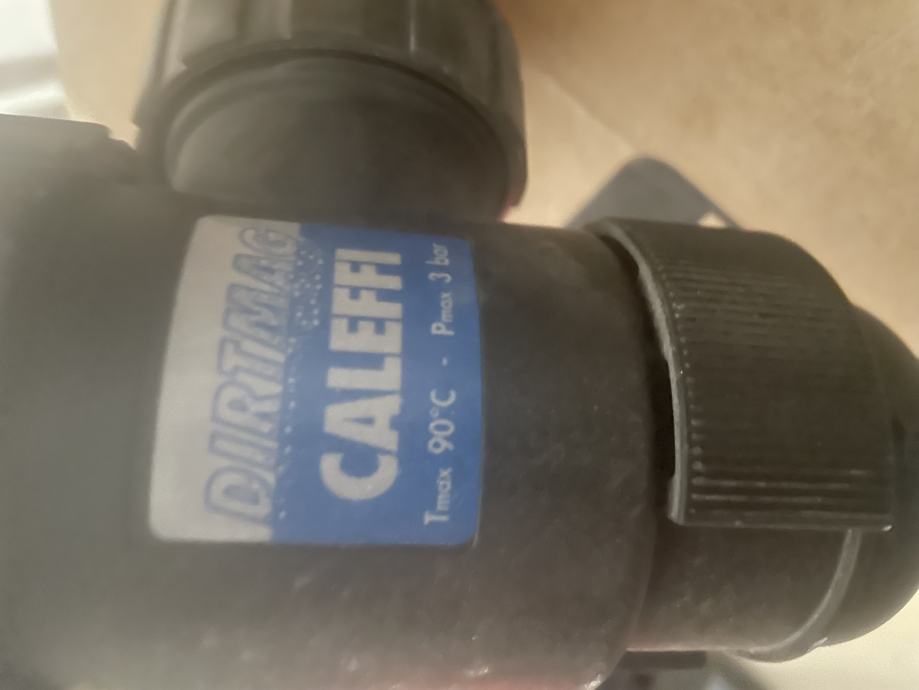 DIRTMAG
CALEFFI
Tmax 90°C - Pmax 3 bar